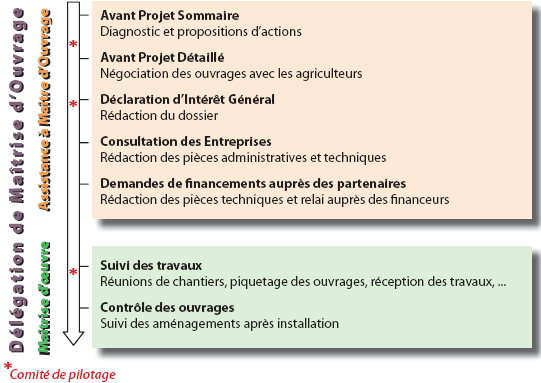 Délégation de Maîtrise d'Ouvrage
Assistance à Maître d'Ouvrage
Avant Projet Sommaire
Diagnostic et propositions d'actions
*
Avant Projet Détaillé
Négociation des ouvrages avec les agriculteurs
*
Déclaration d'Intérêt Général
Rédaction du dossier
Consultation des Entreprises
Rédaction des pièces administratives et techniques
Demandes de financements auprès des partenaires
Rédaction des pièces techniques et relai auprès des financeurs
Maîtrise d'œuvre
*
Suivi des travaux
Réunions de chantiers, piquetage des ouvrages, réception des travaux, ...
Contrôle des ouvrages
Suivi des aménagements après installation
*Comité de pilotage